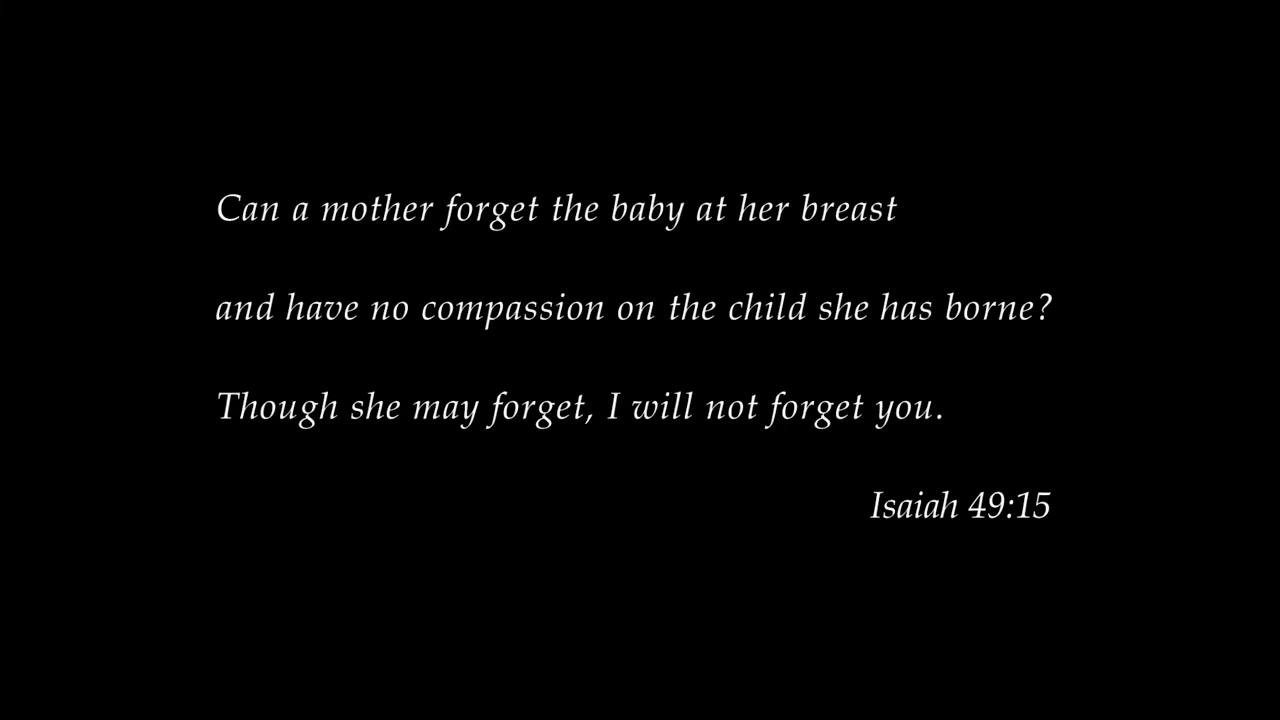 Can a mother forget the baby at her breast
and have no compassion on the child she has borne?
Though she may forget, I will not forget you.
Isaiah 49:15